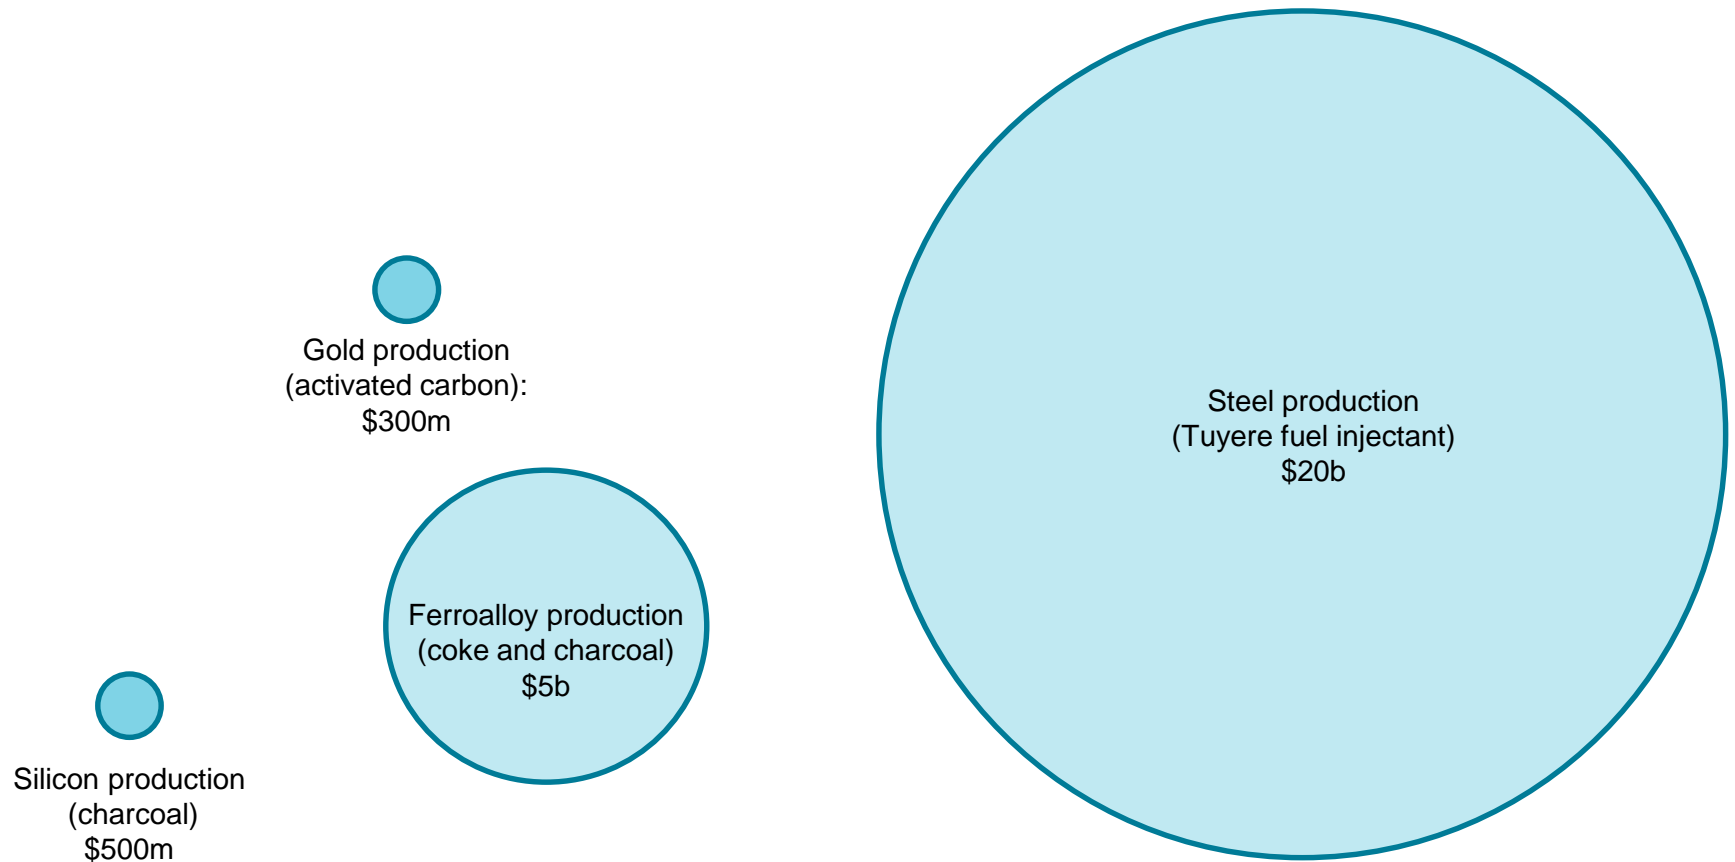 Gold production
(activated carbon):
$300m
Steel production
(Tuyere fuel injectant)
$20b
Ferroalloy production
(coke and charcoal)
$5b
Silicon production
(charcoal)
$500m